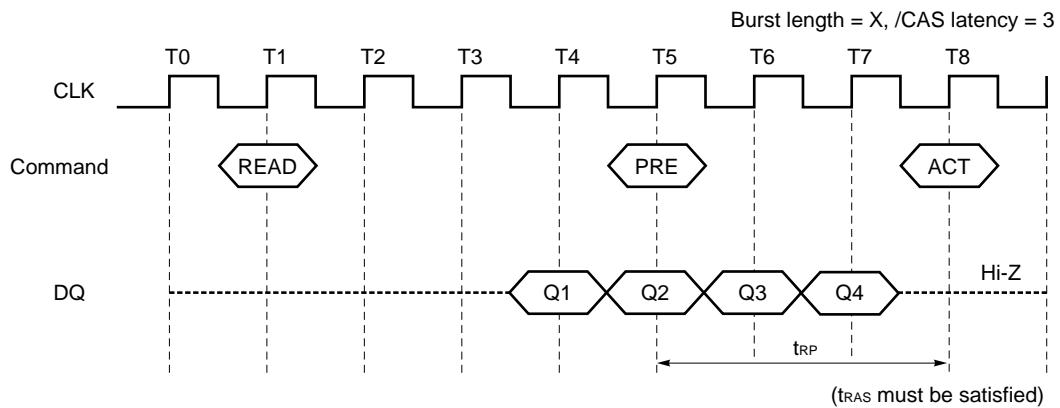 Burst length = X, /CAS latency = 3
T0 T1 T2 T3 T4 T5 T6 T7 T8
CLK
Command READ PRE ACT
Hi-Z
DQ Q1 Q2 Q3 Q4
tRP
(tRAS must be satisfied)